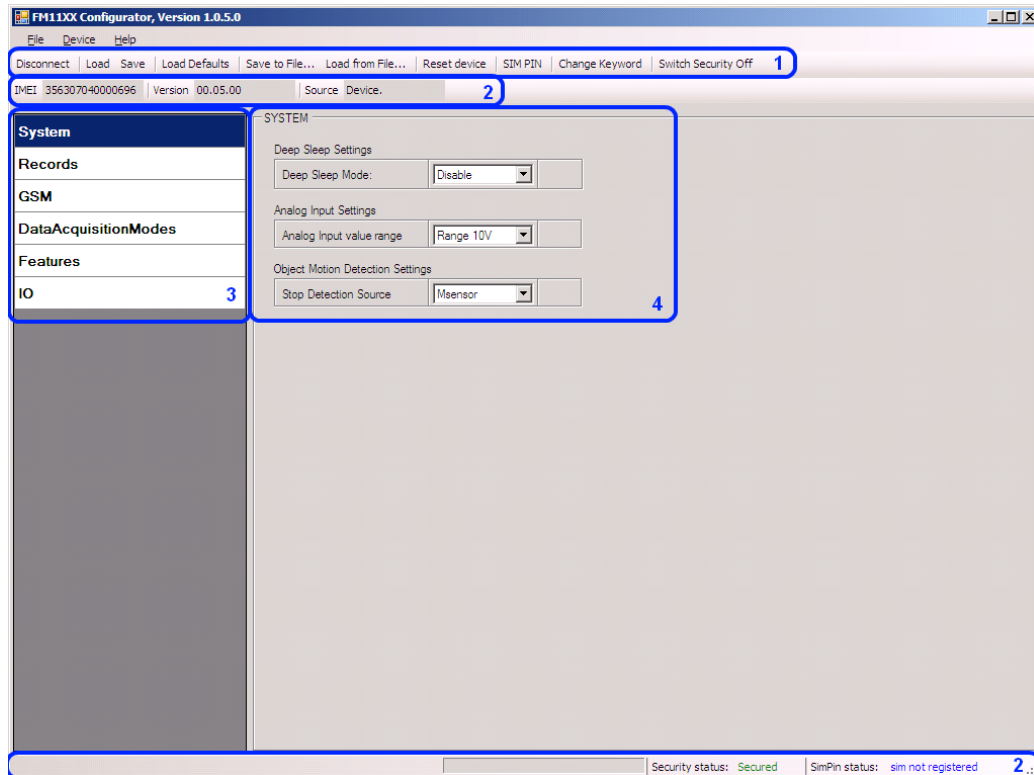 FM11XX Configurator, Version 1.0.5.0
File Device Help
Disconnect Load Save Load Defaults Save to File... Load from File... Reset device SIM PIN Change Keyword Switch Security Off 1
IMEI 356307040000696 Version 00.05.00 Source Device. 2
System
Records
GSM
DataAcquisitionModes
Features
IO 3
SYSTEM
Deep Sleep Settings
Deep Sleep Mode: Disable
Analog Input Settings
Analog Input value range Range 10V
Object Motion Detection Settings
Stop Detection Source Msensor
4
Security status: Secured SimPin status: sim not registered 2